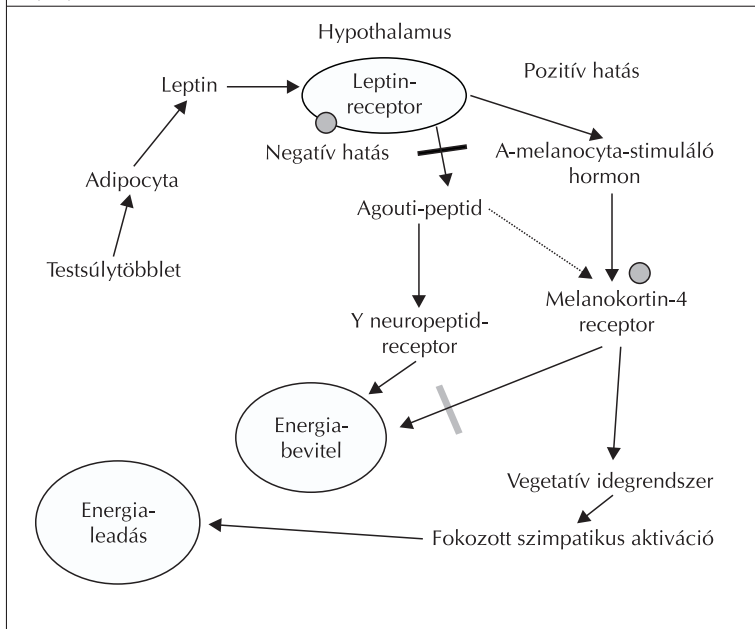 Hypothalamus
Leptin
Leptin-
receptor
Pozitív hatás
Negatív hatás
A-melanocyta-stimuláló
hormon
Adipocyta
Agouti-peptid
Testsúlytöbblet
Melanokortin-4
receptor
Y neuropeptid-
receptor
Energia-
bevitel
Vegetatív idegrendszer
Energia-
leadás
Fokozott szimpatikus aktiváció